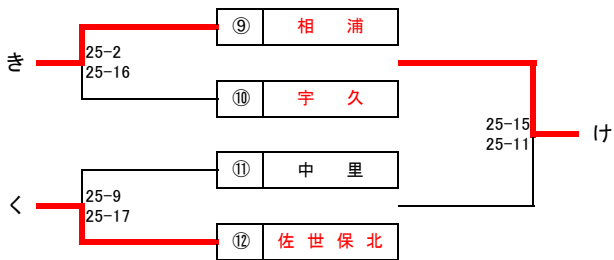 ⑨ 相 浦
き
25-2
25-16
⑩ 宇 久
25-15
25-11
け
⑪ 中 里
く
25-9
25-17
⑫ 佐 世 保 北